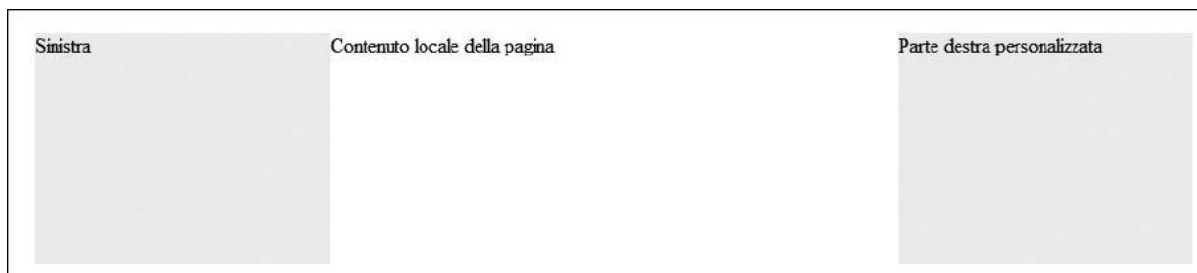 Sinistra
Contenuto locale della pagina
Parte destra personalizzata